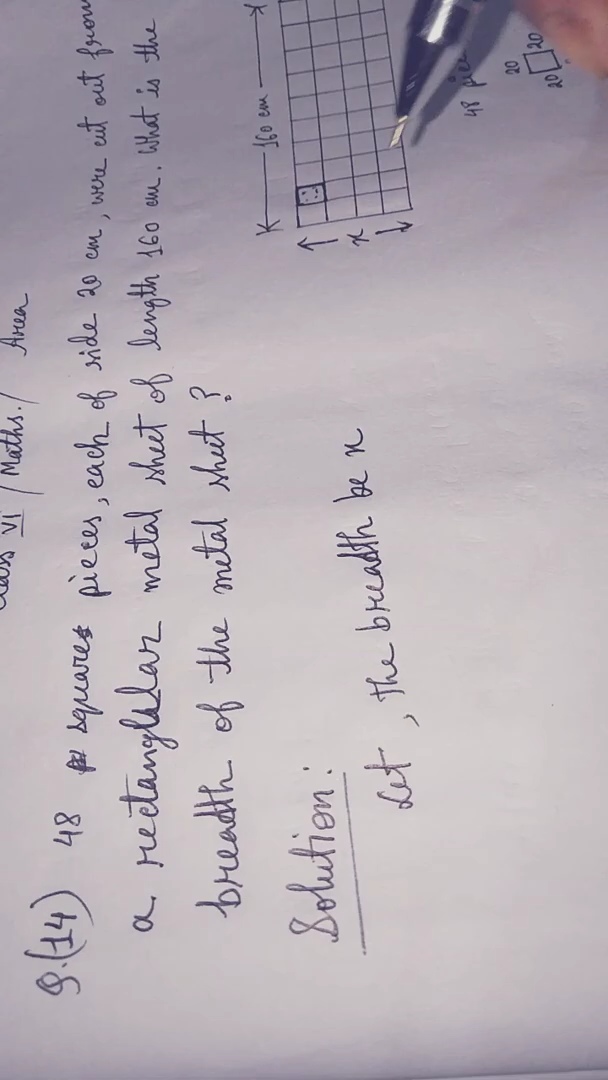 Class VI / Maths. / Area
Q.(14) 48 squares pieces, each of side 20 cm, were cut out from
a rectanglular metal sheet of length 160 cm. What is the
breadth of the metal sheet ?
160 cm
x
48 piec
20
20 20
Solution:
Let, the breadth be x